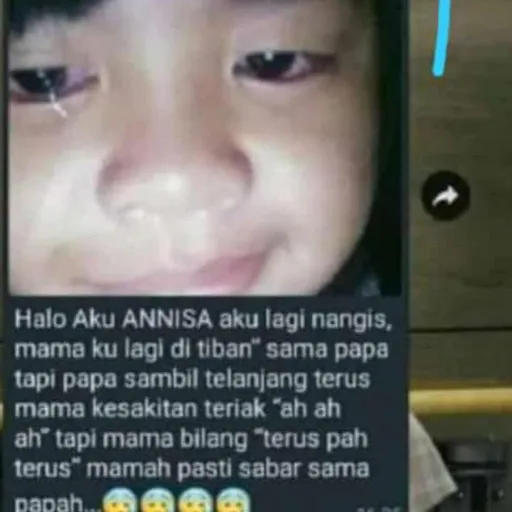 Halo Aku ANNISA aku lagi nangis,
mama ku lagi di tiban" sama papa
tapi papa sambil telanjang terus
mama kesakitan teriak "ah ah
ah" tapi mama bilang "terus pah
terus" mamah pasti sabar sama
papah...😰😰😰😰